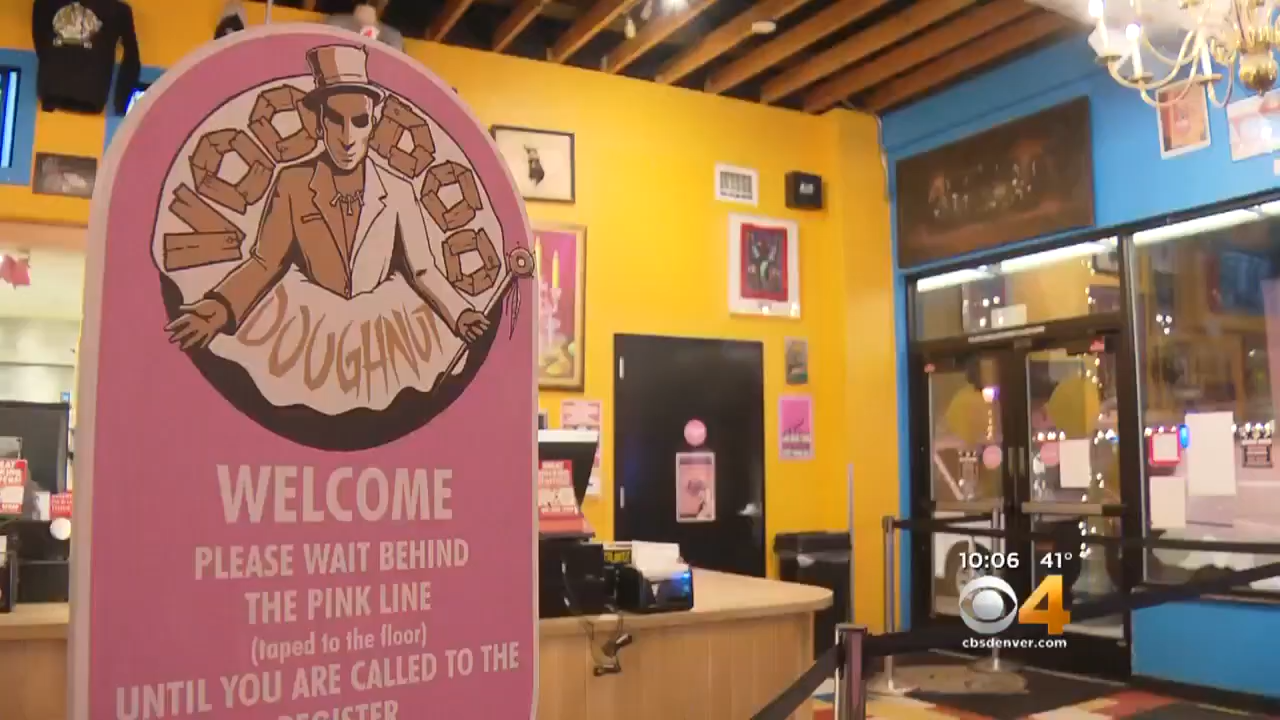 VOODOO
DOUGHNUT
WELCOME
PLEASE WAIT BEHIND
THE PINK LINE
(taped to the floor)
UNTIL YOU ARE CALLED TO THE
REGISTER
10:06 41°
4
cbsdenver.com